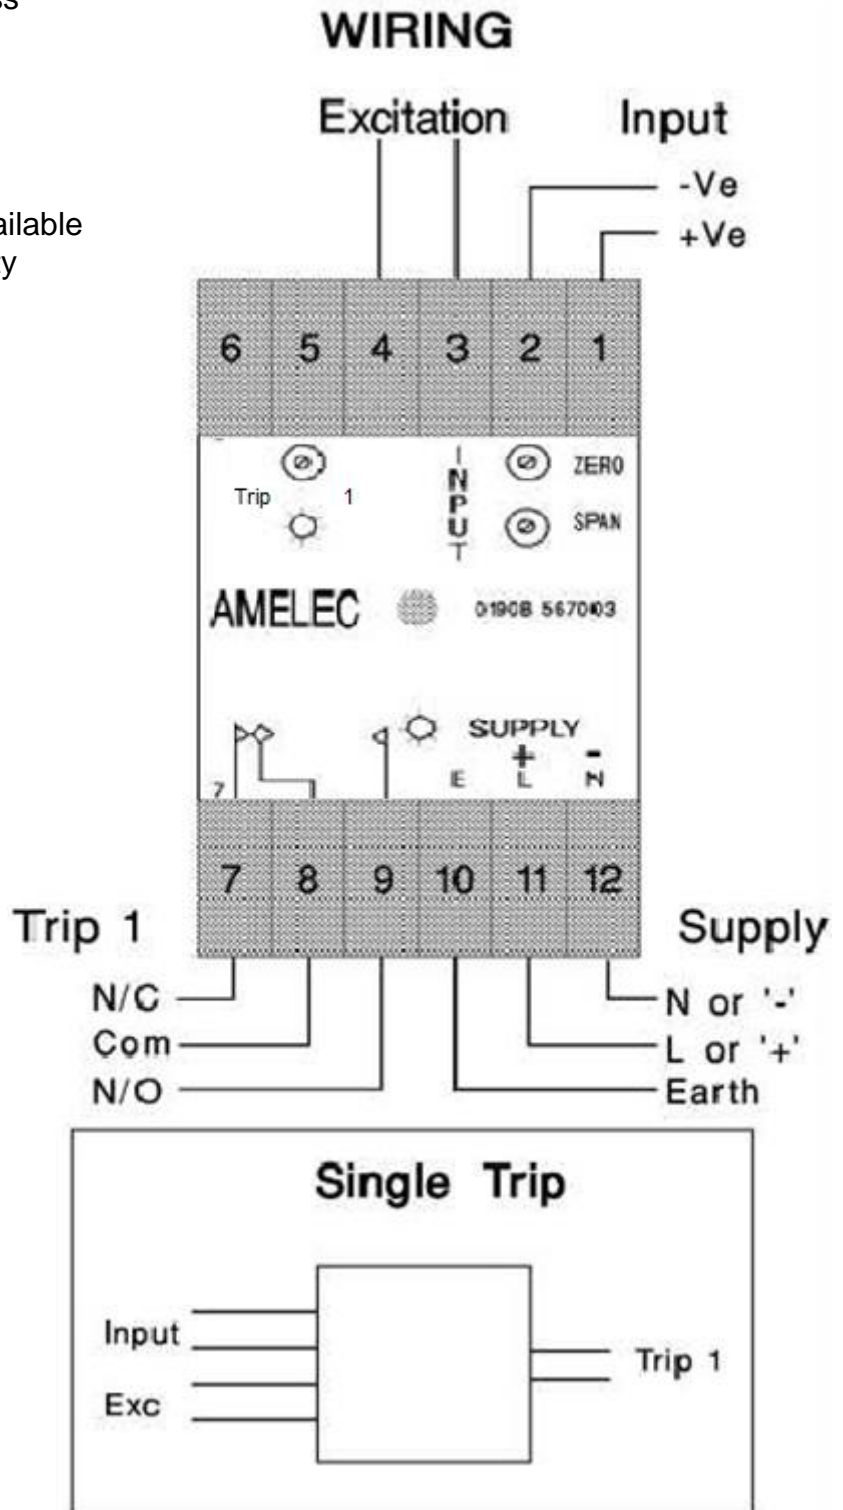 ss
WIRING
Excitation Input
-Ve
ailable
+Ve
y
6 5 4 3 2 1
ZERO
INPUT
Trip 1
SPAN
AMELEC 01908 567003
SUPPLY
+ -
7 E L N
7 8 9 10 11 12
Trip 1 Supply
N/C N or '-'
Com L or '+'
N/O Earth
Single Trip
Input
Trip 1
Exc